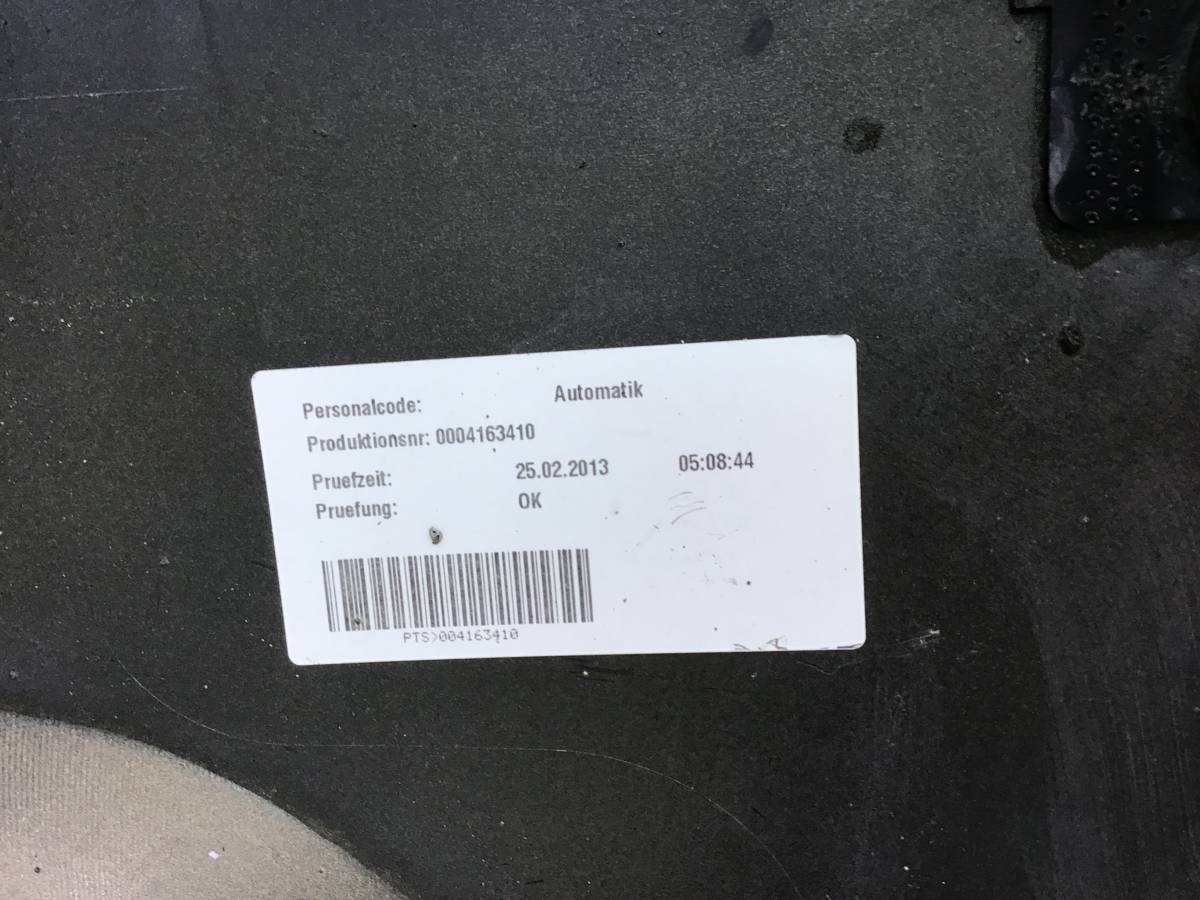 Personalcode: Automatik
Produktionsnr: 0004163410
Pruefzeit: 25.02.2013 05:08:44
Pruefung: OK
PTS>004163410